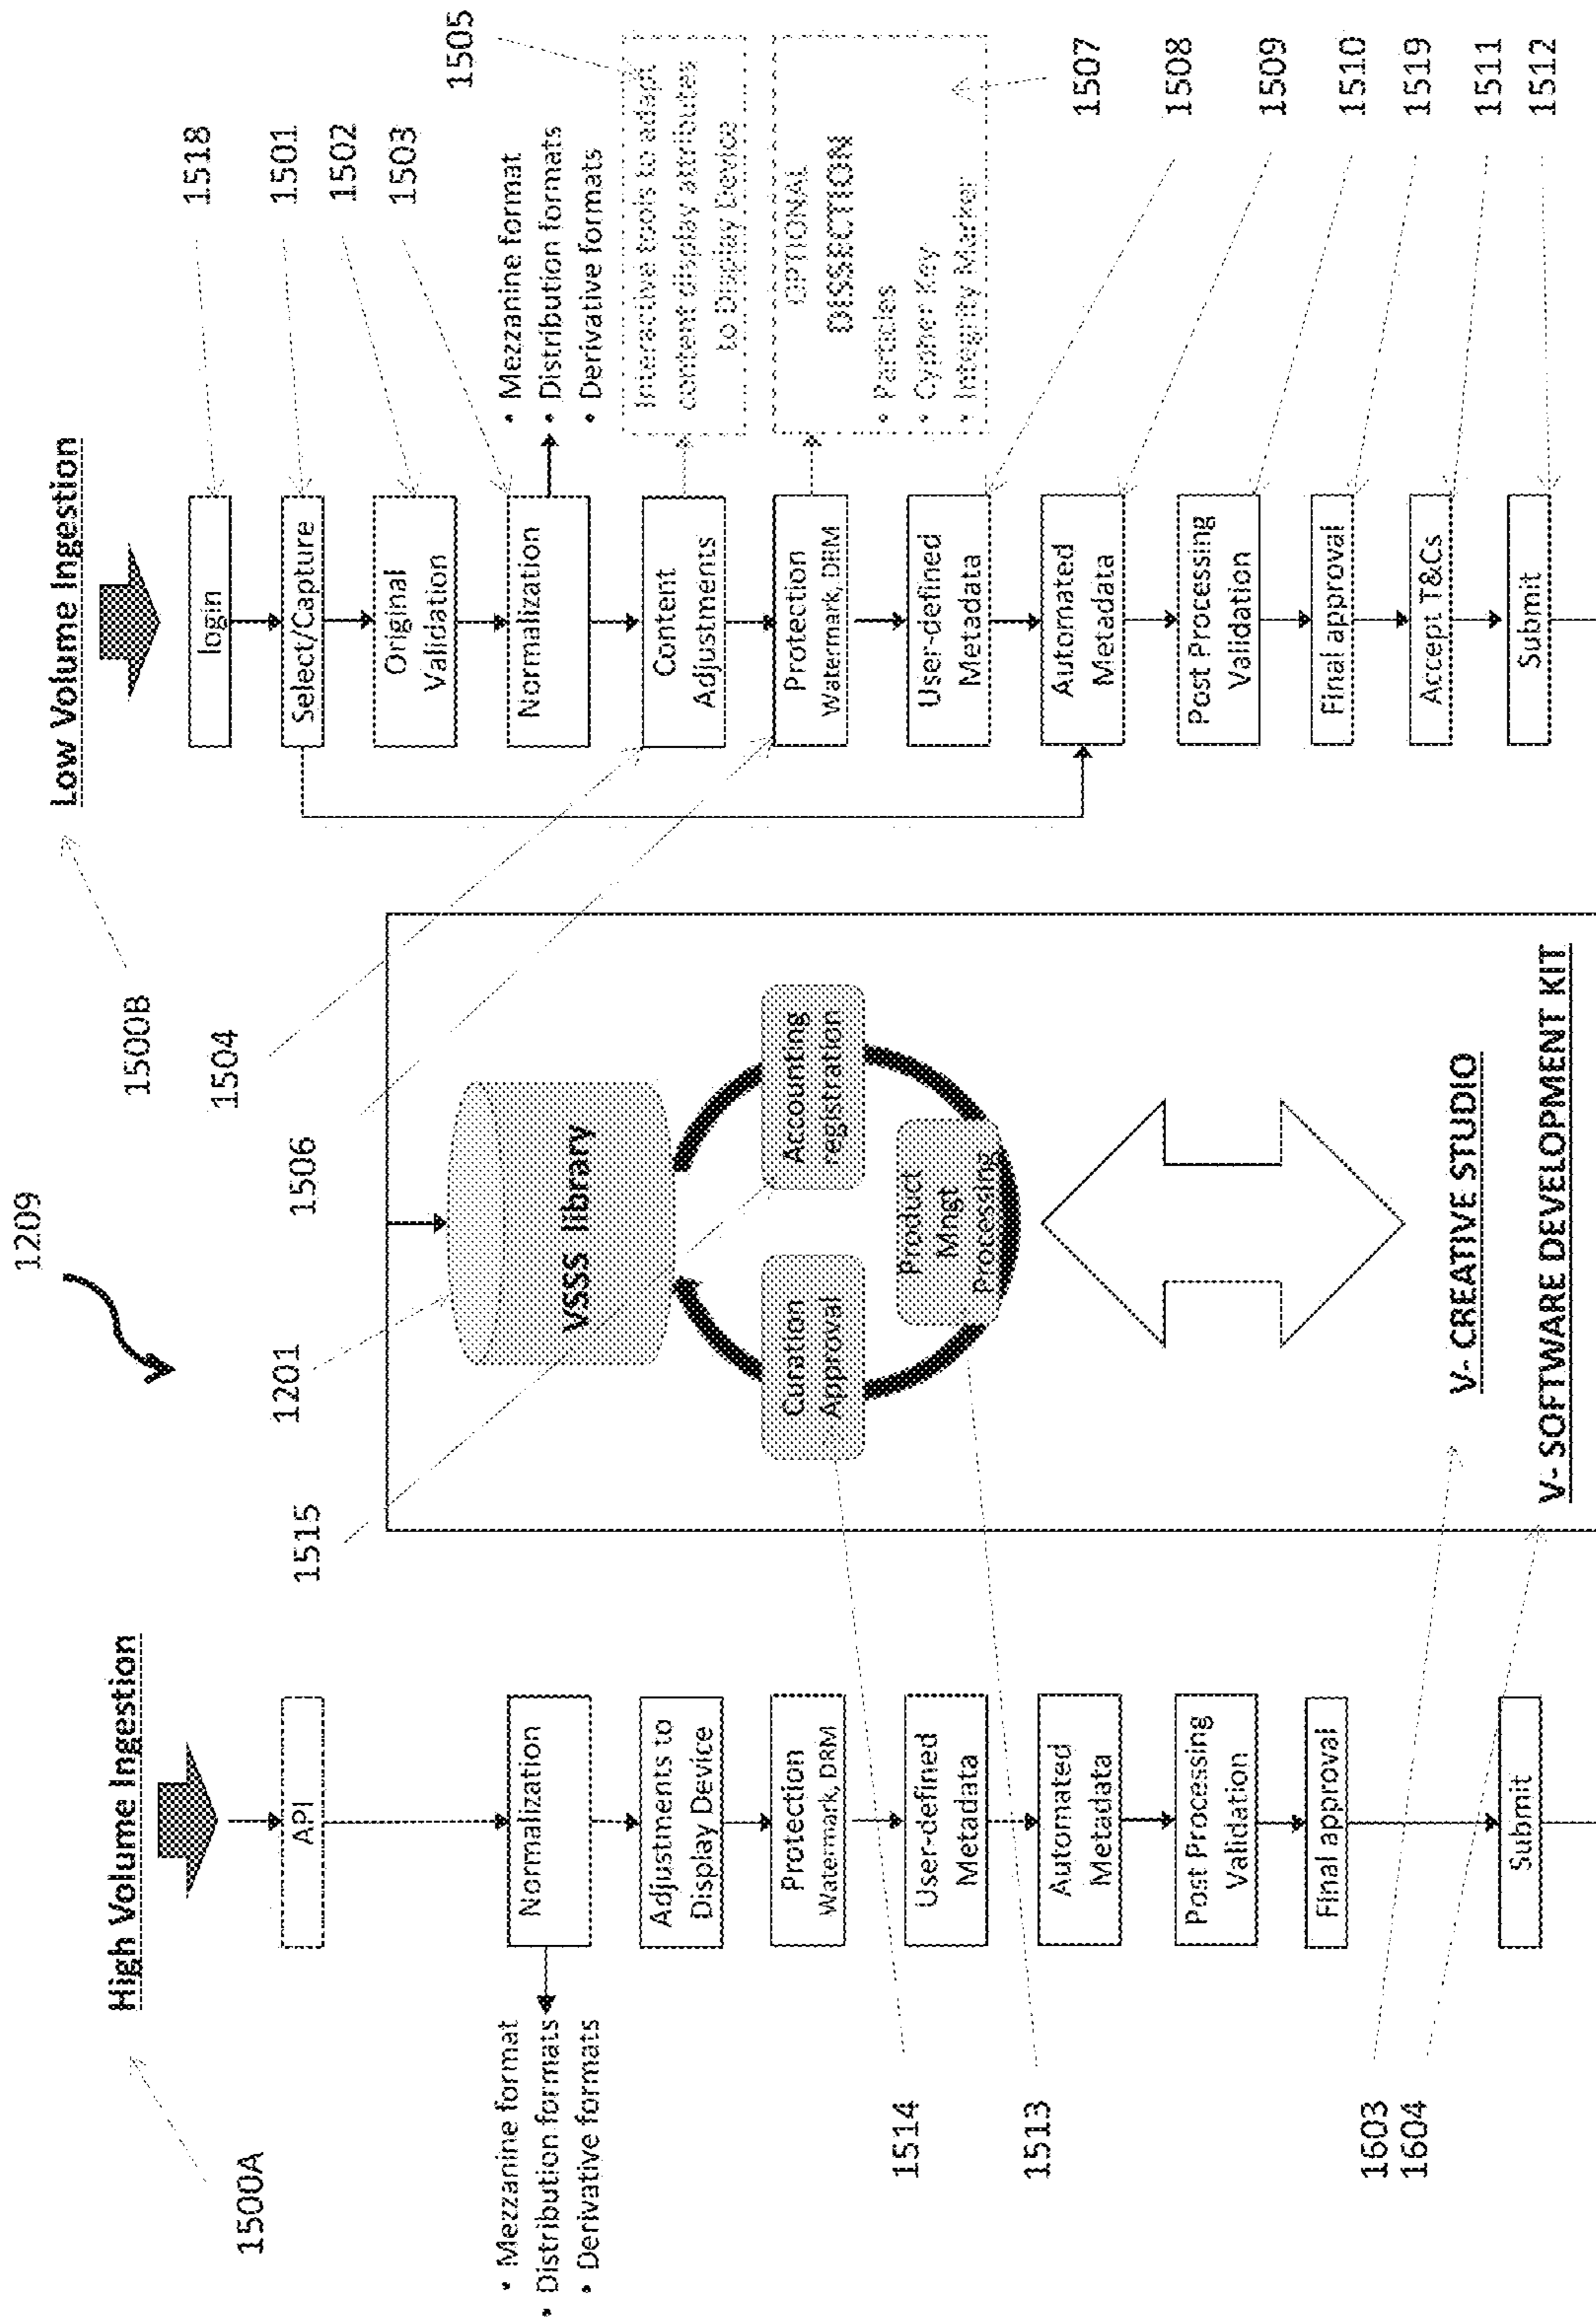 1209
High Volume Ingestion
1500A
API
Normalization
• Mezzanine format
• Distribution formats
• Derivative formats
Adjustments to
Display Device
Protection
Watermark, DRM
User-defined
Metadata
Automated
Metadata
Post Processing
Validation
Final approval
Submit
1514
1513
1603
1604
1515
1201
1506
1504
1500B
VSSS library
Curation
Approval
Accounting
registration
Product
Mngt
Processing
V- CREATIVE STUDIO
V- SOFTWARE DEVELOPMENT KIT
Low Volume Ingestion
login
Select/Capture
Original
Validation
Normalization
• Mezzanine format
• Distribution formats
• Derivative formats
Content
Adjustments
Interactive tools to adapt
content display attributes
to Display Device
Protection
Watermark, DRM
OPTIONAL
DISSECTION
• Particles
• Cypher Key
• Integrity Marker
User-defined
Metadata
Automated
Metadata
Post Processing
Validation
Final approval
Accept T&Cs
Submit
1518
1501
1502
1503
1505
1507
1508
1509
1510
1519
1511
1512